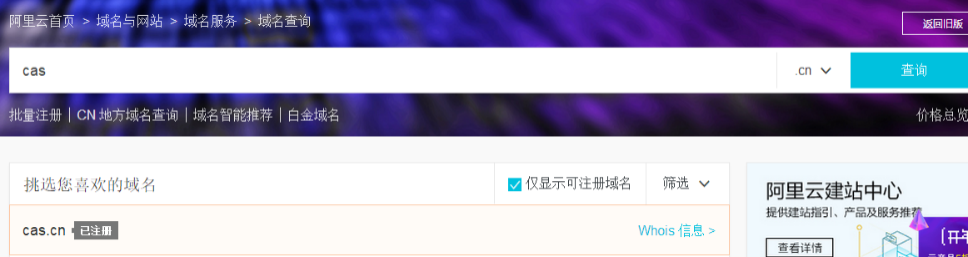 阿里云首页 > 域名与网站 > 域名服务 > 域名查询
返回旧版
cas
.cn
查询
批量注册 | CN 地方域名查询 | 域名智能推荐 | 白金域名
价格总览
挑选您喜欢的域名
仅显示可注册域名
筛选
cas.cn 已注册
Whois 信息 >
阿里云建站中心
提供建站指引、产品及服务推荐
查看详情